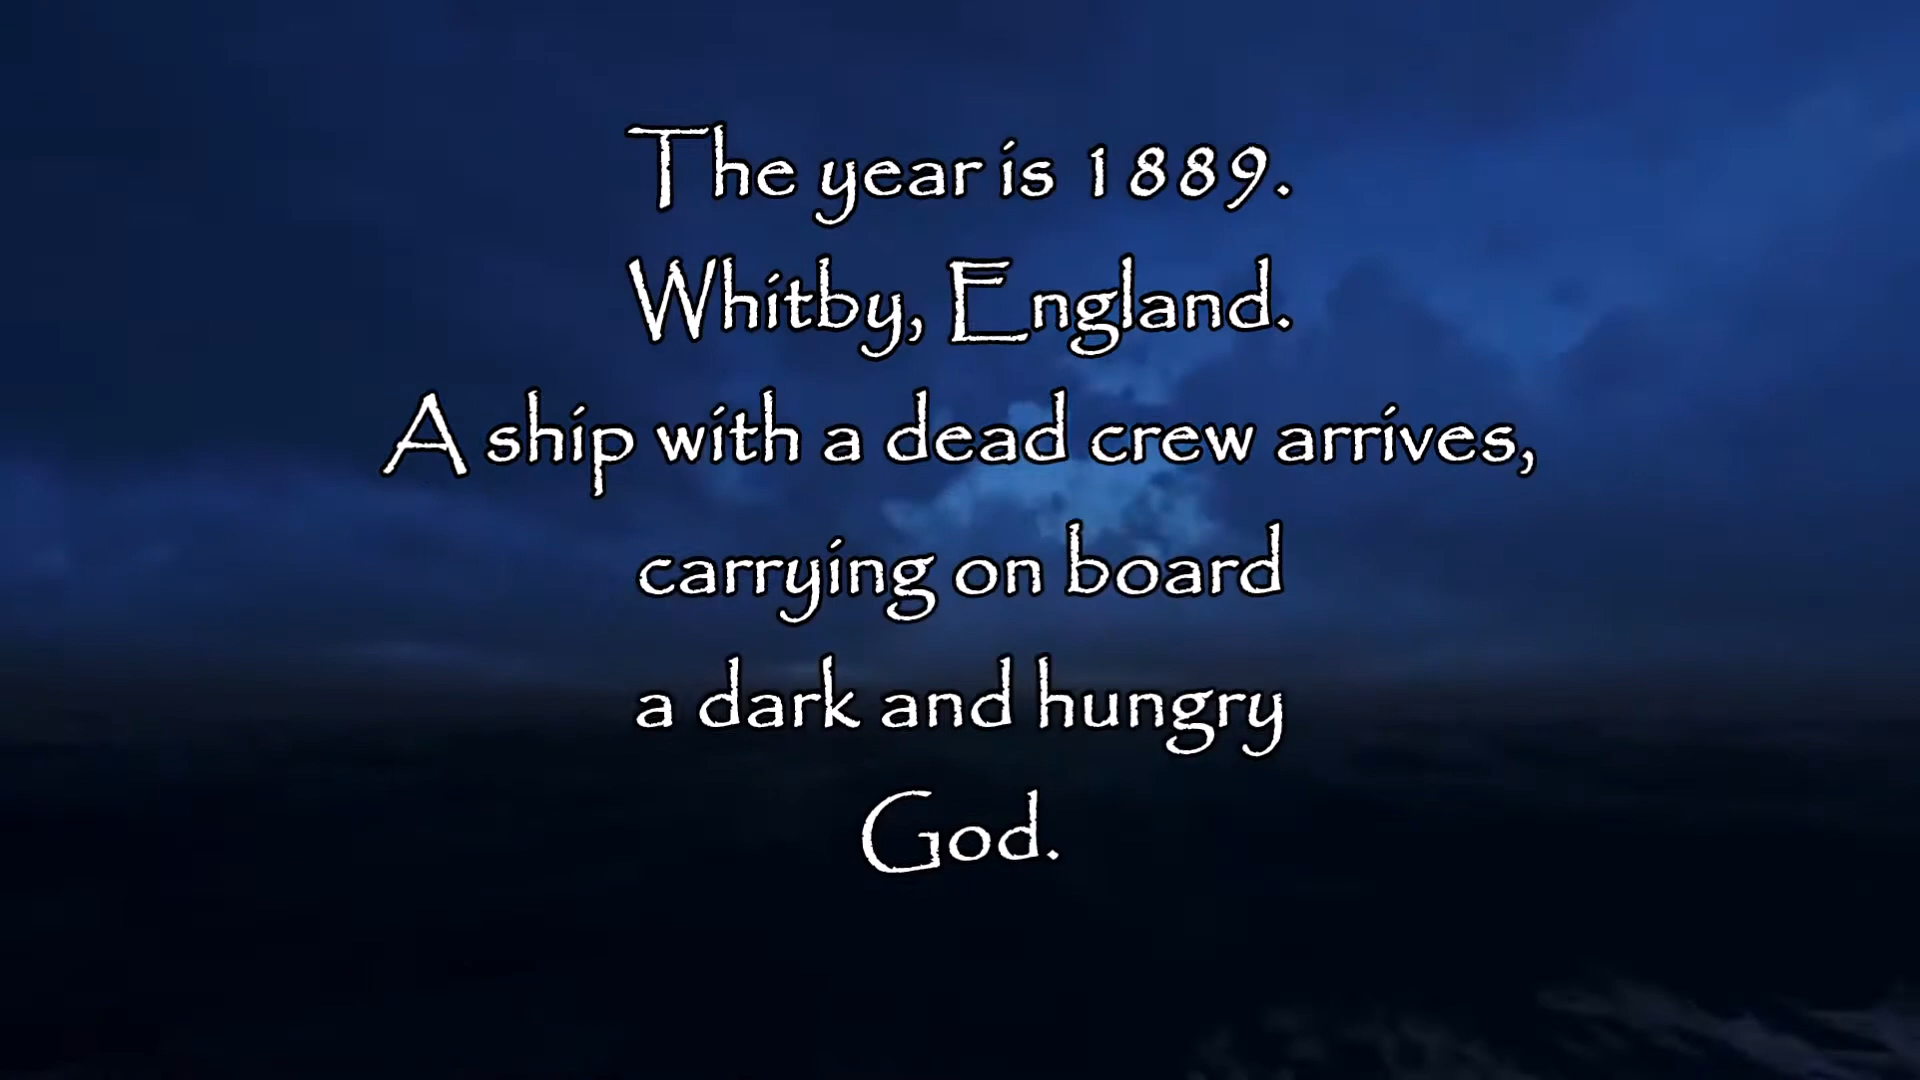 The year is 1889.
Whitby, England.
A ship with a dead crew arrives,
carrying on board
a dark and hungry
God.